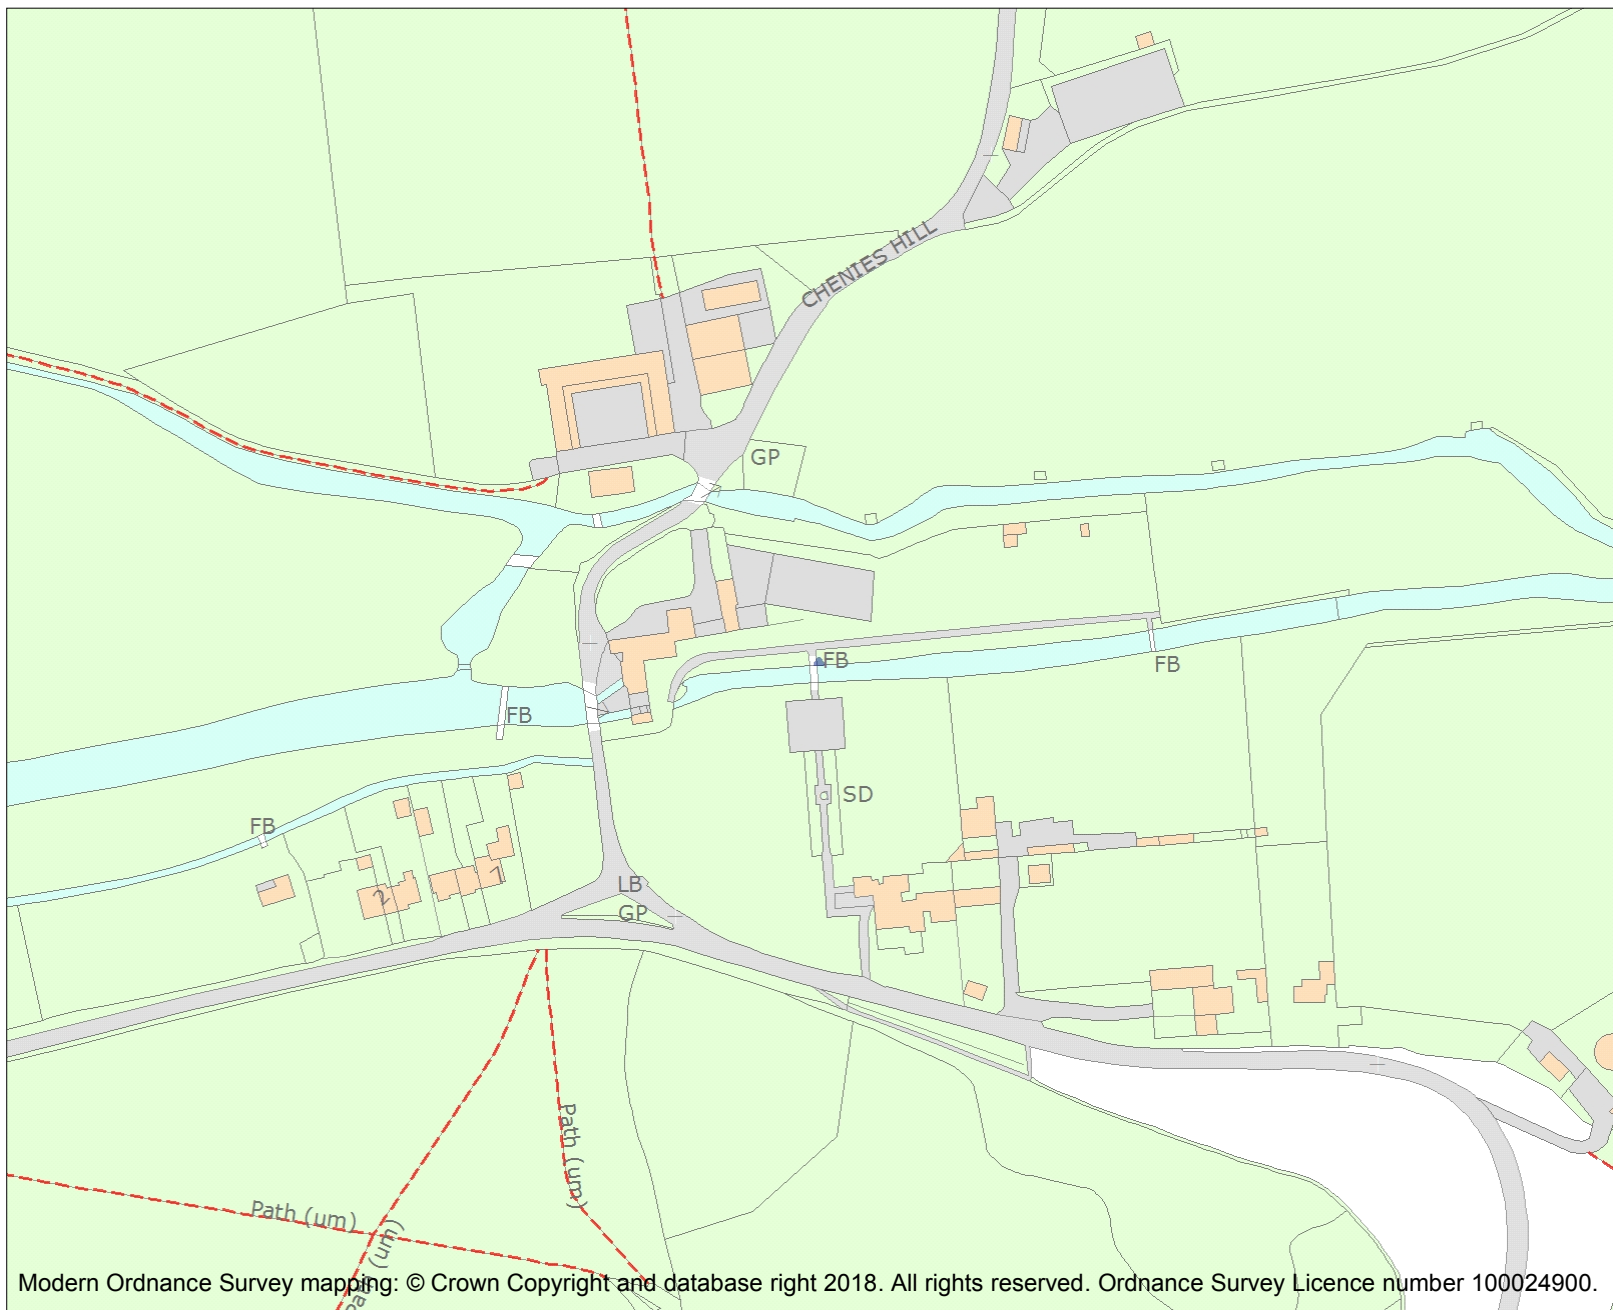 CHENIES HILL
GP
FB
FB
FB
SD
FB
2
1
LB
GP
Path (um)
Path (um)
Path (um)
Modern Ordnance Survey mapping: © Crown Copyright and database right 2018. All rights reserved. Ordnance Survey Licence number 100024900.